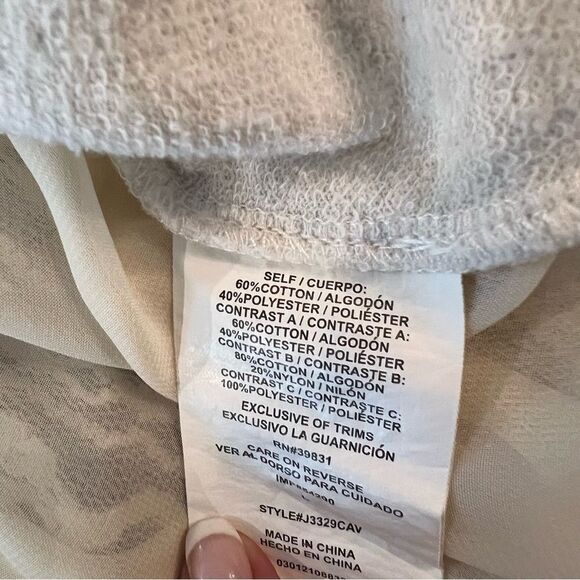 SELF / CUERPO:
60%COTTON / ALGODÓN
40%POLYESTER / POLIÉSTER
CONTRAST A / CONTRASTE A:
60%COTTON / ALGODÓN
40%POLYESTER / POLIÉSTER
CONTRAST B / CONTRASTE B:
80%COTTON / ALGODÓN
20%NYLON / NILÓN
CONTRAST C / CONTRASTE C:
100%POLYESTER / POLIÉSTER
EXCLUSIVE OF TRIMS
EXCLUSIVO LA GUARNICIÓN
RN#39831
CARE ON REVERSE
VER AL DORSO PARA CUIDADO
STYLE#J3329CAV
MADE IN CHINA
HECHO EN CHINA